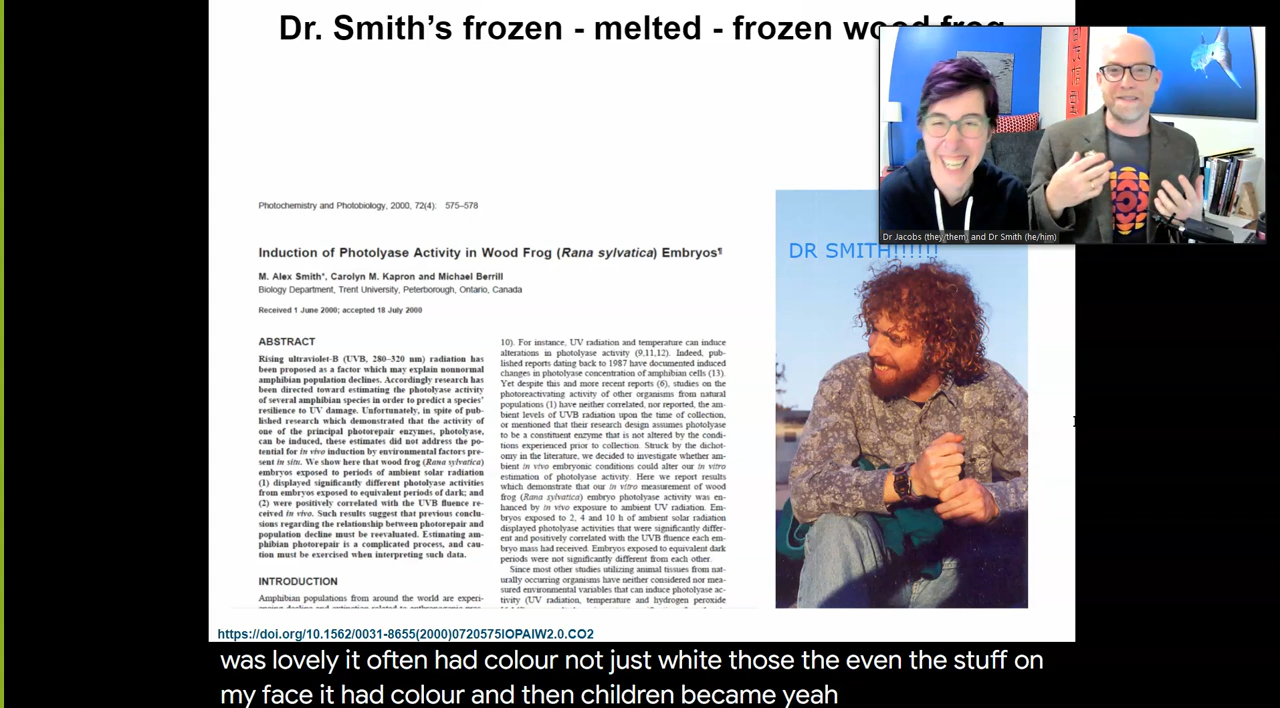 Dr. Smith's frozen - melted - frozen wood frog
Dr Jacobs (they/them) and Dr Smith (he/him)
Photochemistry and Photobiology, 2000, 72(4): 575–578
Induction of Photolyase Activity in Wood Frog (Rana sylvatica) Embryos¶
M. Alex Smith*, Carolyn M. Kapron and Michael Berrill
Biology Department, Trent University, Peterborough, Ontario, Canada
Received 1 June 2000; accepted 18 July 2000
ABSTRACT
Rising ultraviolet-B (UVB, 280–320 nm) radiation has
been proposed as a factor which may explain nonnormal
amphibian population declines. Accordingly research has
been directed toward estimating the photolyase activity
of several amphibian species in order to predict a species'
resilience to UV damage. Unfortunately, in spite of pub-
lished research which demonstrated that the activity of
one of the principal photorepair enzymes, photolyase,
can be induced, these estimates did not address the po-
tential for in vivo induction by environmental factors pre-
sent in situ. We show here that wood frog (Rana sylvatica)
embryos exposed to periods of ambient solar radiation
(1) displayed significantly different photolyase activities
from embryos exposed to equivalent periods of dark; and
(2) were positively correlated with the UVB fluence re-
ceived in vivo. Such results suggest that previous conclu-
sions regarding the relationship between photorepair and
population decline must be reevaluated. Estimating am-
phibian photorepair is a complicated process, and cau-
tion must be exercised when interpreting such data.
INTRODUCTION
Amphibian populations from around the world are experi-
10). For instance, UV radiation and temperature can induce
alterations in photolyase activity (9,11,12). Indeed, pub-
lished reports dating back to 1987 have documented induced
changes in photolyase concentration of amphibian cells (13).
Yet despite this and more recent reports (6), studies on the
photoreactivating activity of other organisms from natural
populations (1) have neither correlated, nor reported, the am-
bient levels of UVB radiation upon the time of collection,
or mentioned that their research design assumes photolyase
to be a constituent enzyme that is not altered by the condi-
tions experienced prior to collection. Struck by the dichot-
omy in the literature, we decided to investigate whether am-
bient in vivo embryonic conditions could alter our in vitro
estimation of photolyase activity. Here we report results
which demonstrate that our in vitro measurement of wood
frog (Rana sylvatica) embryo photolyase activity was en-
hanced by in vivo exposure to ambient UV radiation. Em-
bryos exposed to 2, 4 and 10 h of ambient solar radiation
displayed photolyase activities that were significantly differ-
ent and positively correlated with the UVB fluence each em-
bryo mass had received. Embryos exposed to equivalent dark
periods were not significantly different from each other.
Since most other studies utilizing animal tissues from nat-
urally occurring organisms have neither considered nor mea-
sured environmental variables that can induce photolyase ac-
tivity (UV radiation, temperature and hydrogen peroxide
DR SMITH!!!!!!
https://doi.org/10.1562/0031-8655(2000)0720575IOPAIW2.0.CO2
was lovely it often had colour not just white those the even the stuff on
my face it had colour and then children became yeah